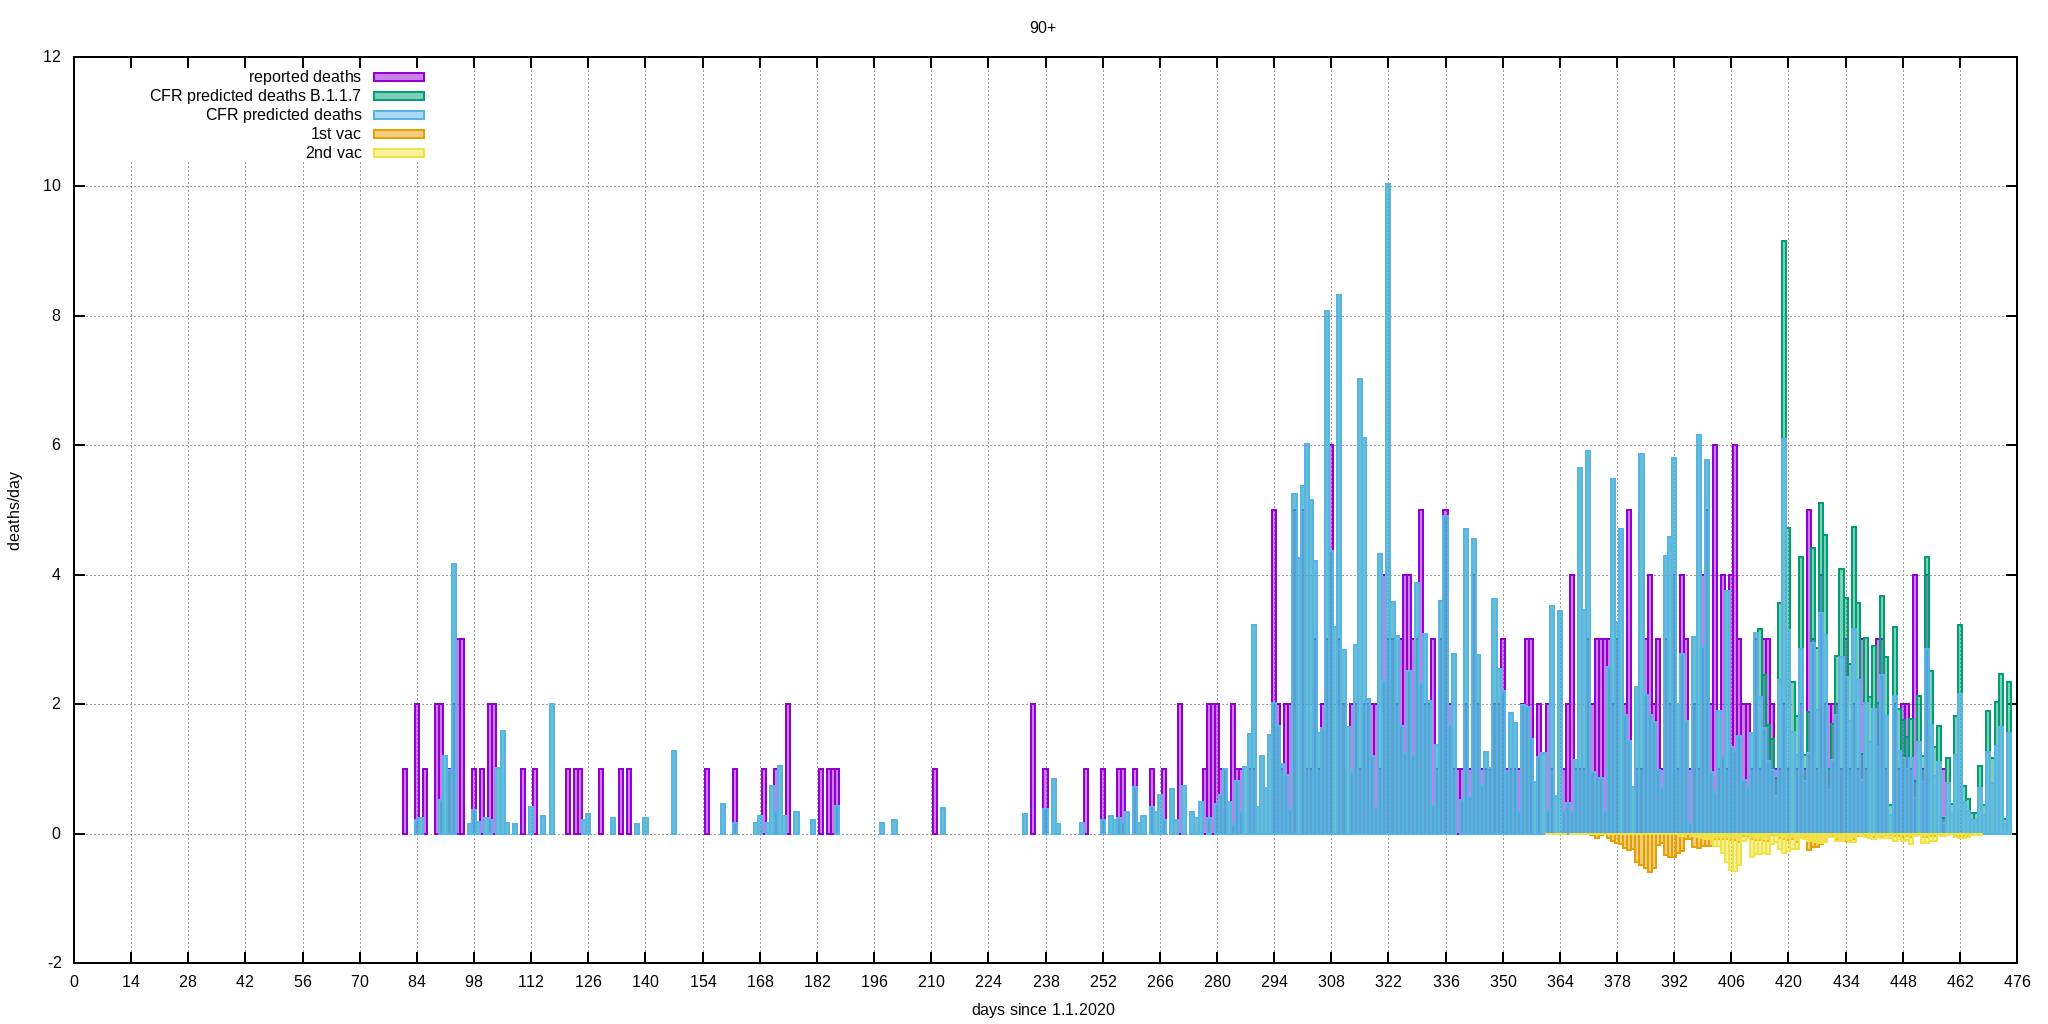 90+
12
reported deaths
CFR predicted deaths B.1.1.7
CFR predicted deaths
1st vac
2nd vac
10
8
6
deaths/day
4
2
0
-2
0 14 28 42 56 70 84 98 112 126 140 154 168 182 196 210 224 238 252 266 280 294 308 322 336 350 364 378 392 406 420 434 448 462 476
days since 1.1.2020